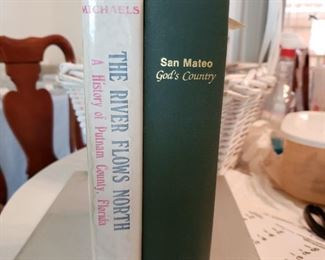 MICHAELS
THE RIVER FLOWS NORTH
A History of Putnam County, Florida
San Mateo
God's Country